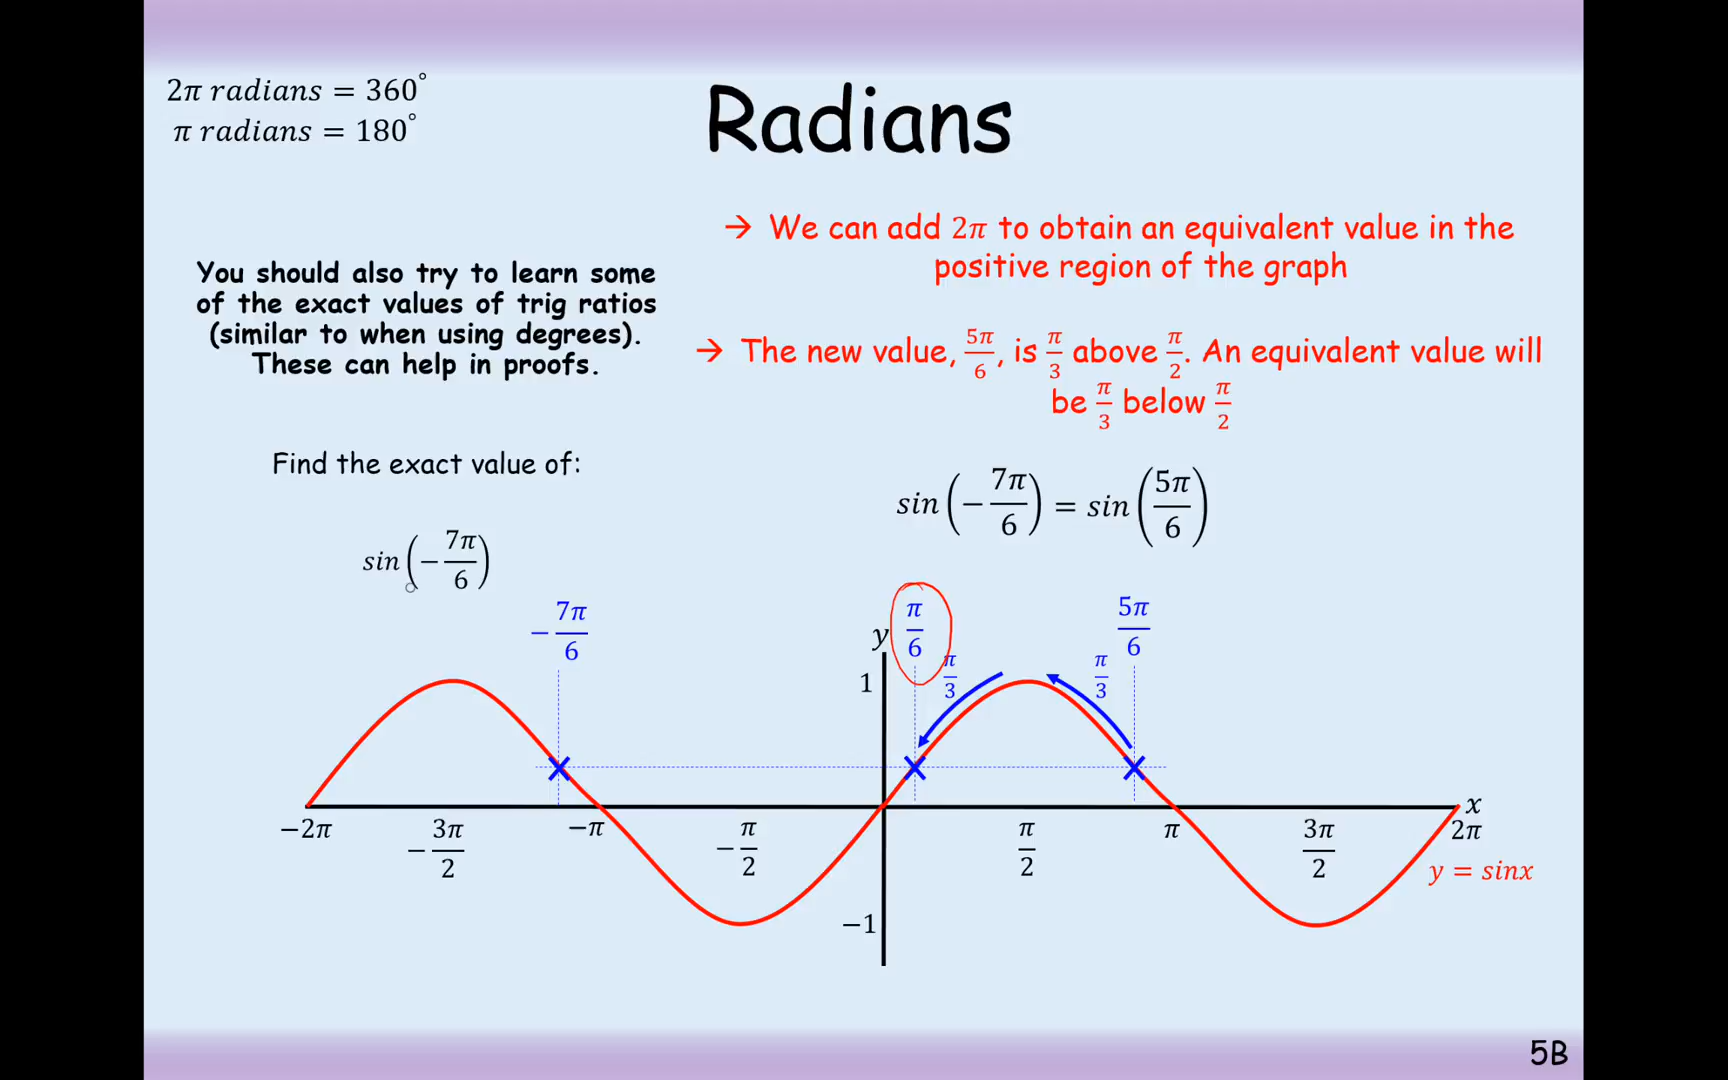 2π radians = 360°
π radians = 180°
Radians
You should also try to learn some
of the exact values of trig ratios
(similar to when using degrees).
These can help in proofs.
Find the exact value of:
sin(−7π/6)
→ We can add 2π to obtain an equivalent value in the
positive region of the graph
→ The new value, 5π/6, is π/3 above π/2. An equivalent value will
be π/3 below π/2
sin(−7π/6) = sin(5π/6)
−7π/6
π/6
5π/6
y
π/3
π/3
1
x
−2π
−3π/2
−π
−π/2
π/2
π
3π/2
2π
y = sinx
−1
5B